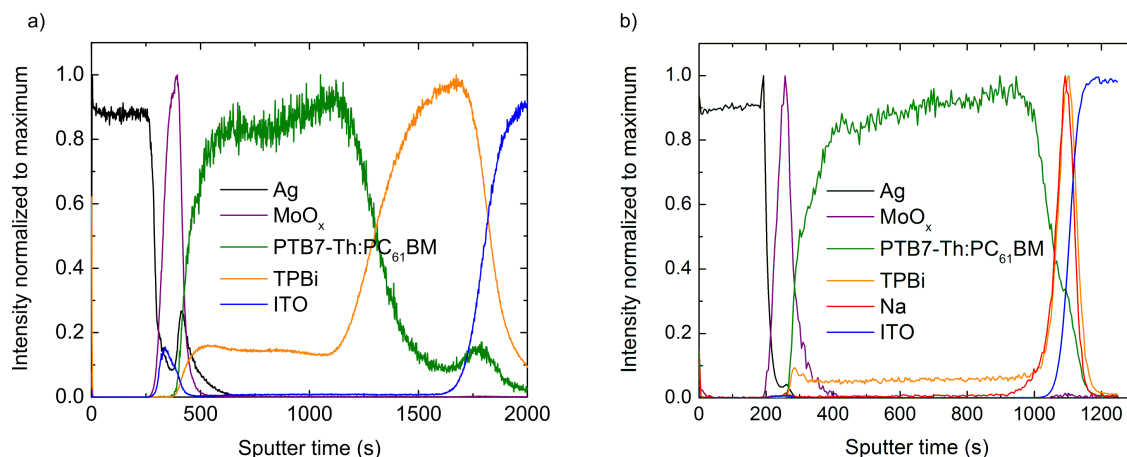 a)
Intensity normalized to maximum
1.0
0.8
0.6
0.4
0.2
0.0
Ag
MoOx
PTB7-Th:PC61BM
TPBi
ITO
0
500
1000
1500
2000
Sputter time (s)
b)
Intensity normalized to maximum
1.0
0.8
0.6
0.4
0.2
0.0
Ag
MoOx
PTB7-Th:PC61BM
TPBi
Na
ITO
0
200
400
600
800
1000
1200
Sputter time (s)